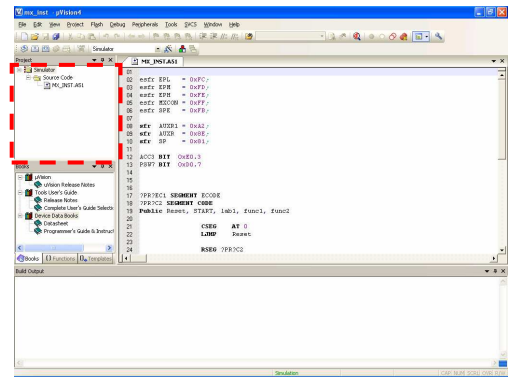 mx_inst - µVision4
File Edit View Project Flash Debug Peripherals Tools SVCS Window Help
Simulator
Project
MX_INST.A51
Simulator
Source Code
MX_INST.A51
01
02 esfr EPL = 0xFC;
03 esfr EPM = 0xFD;
04 esfr EPH = 0xFE;
05 esfr MXCON = 0xFF;
06 esfr SPE = 0xFB;
07
08 sfr AUXR1 = 0xA2;
09 sfr AUXR = 0x8E;
10 sfr SP = 0x81;
11
12 ACC3 BIT 0xE0.3
13 PSW7 BIT 0xD0.7
14
15
16
17 ?PR?EC1 SEGMENT ECODE
18 ?PR?C2 SEGMENT CODE
19 Public Reset, START, lab1, func1, func2
20
21 CSEG AT 0
22 LJMP Reset
23
24 RSEG ?PR?C2
Books
µVision
uVision Release Notes
Tools User's Guide
Release Notes
Complete User's Guide Selecti
Device Data Books
Datasheet
Programmer's Guide & Instruc
Books Functions Templates
Build Output
Simulation
CAP NUM SCRL OVR R/W